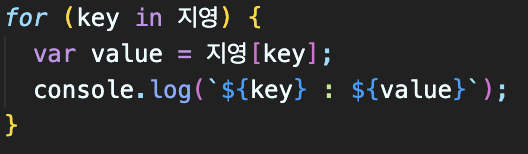 for (key in 지영) {
  var value = 지영[key];
  console.log(`${key} : ${value}`);
}